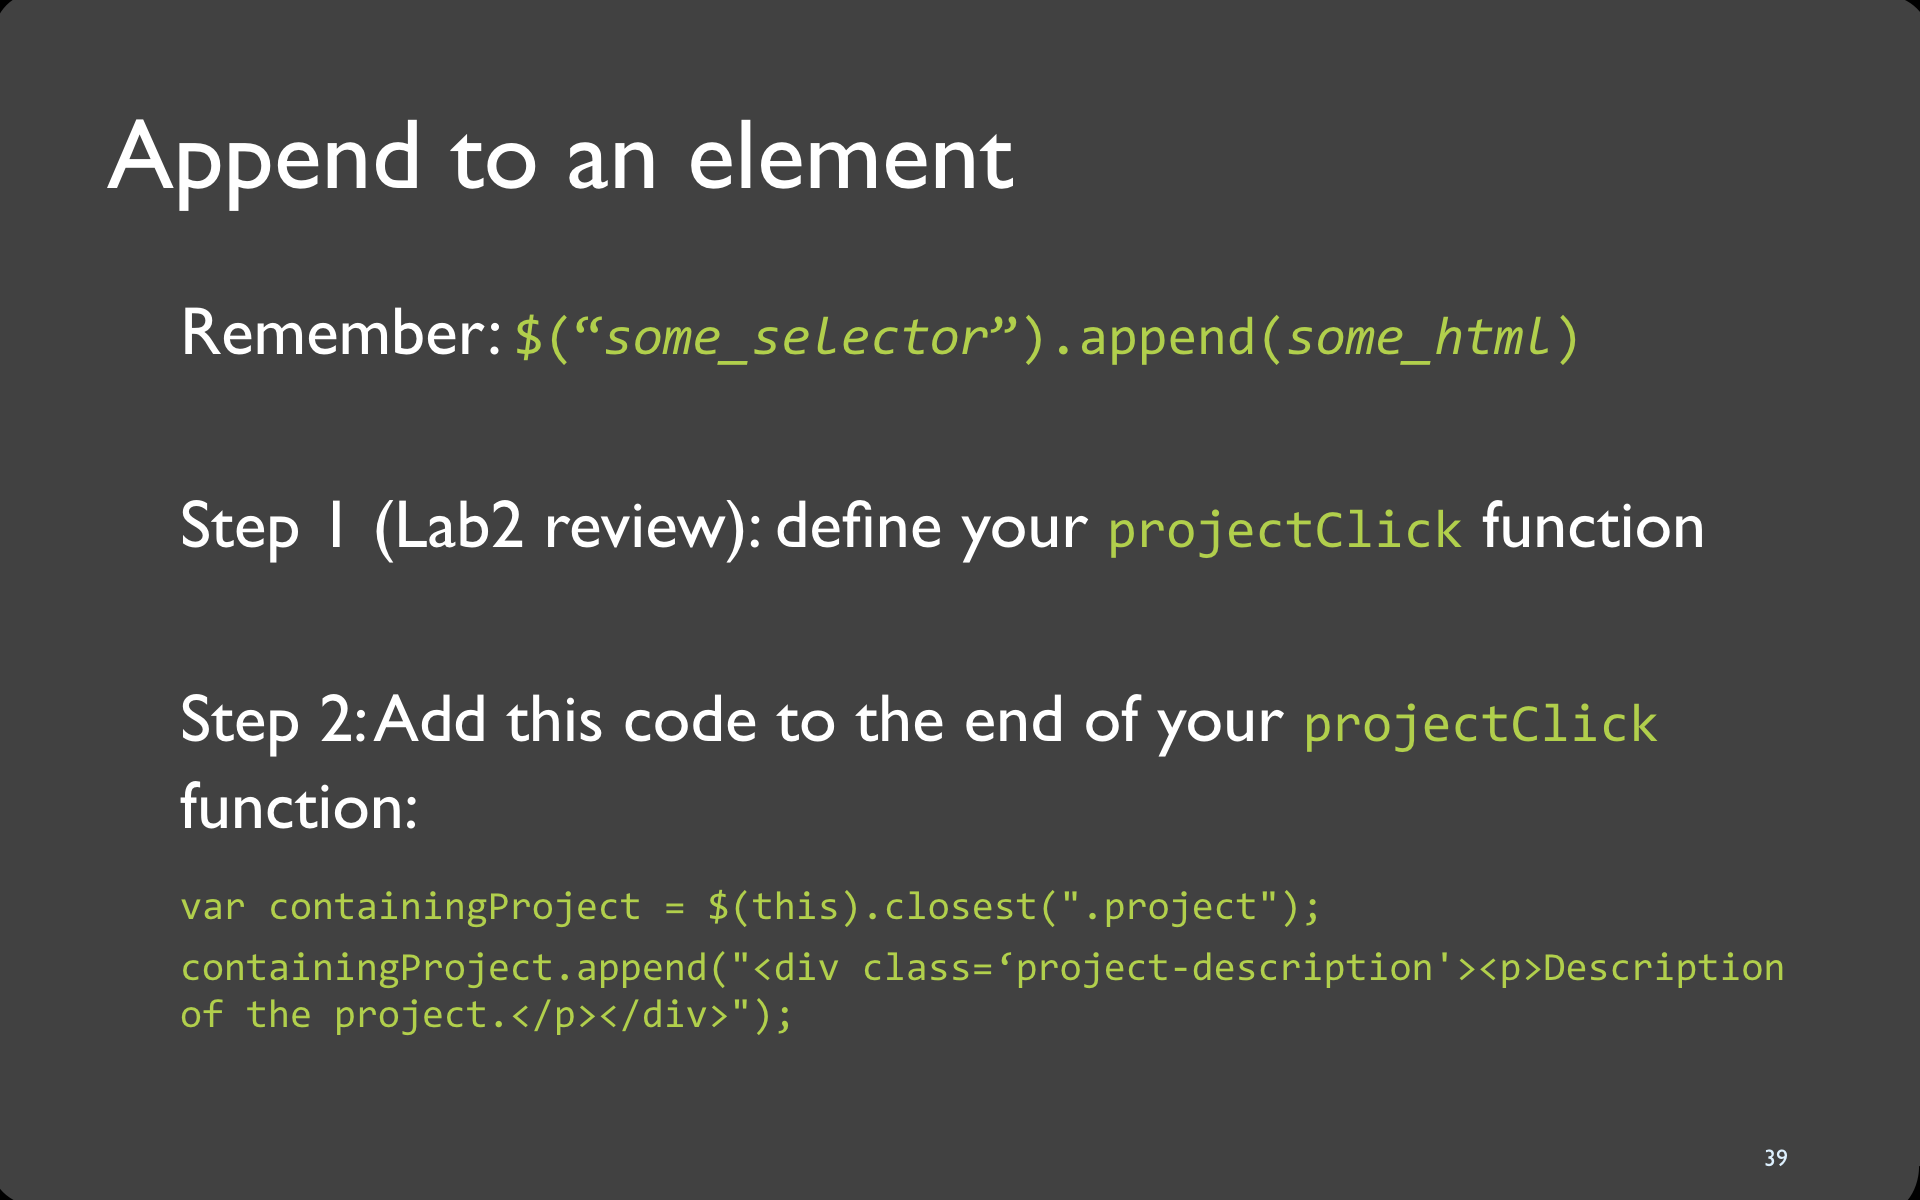 Append to an element
Remember: $(“some_selector”).append(some_html)
Step 1 (Lab2 review): define your projectClick function
Step 2: Add this code to the end of your projectClick
function:
var containingProject = $(this).closest(".project");
containingProject.append("<div class=‘project-description'><p>Description
of the project.</p></div>");
39